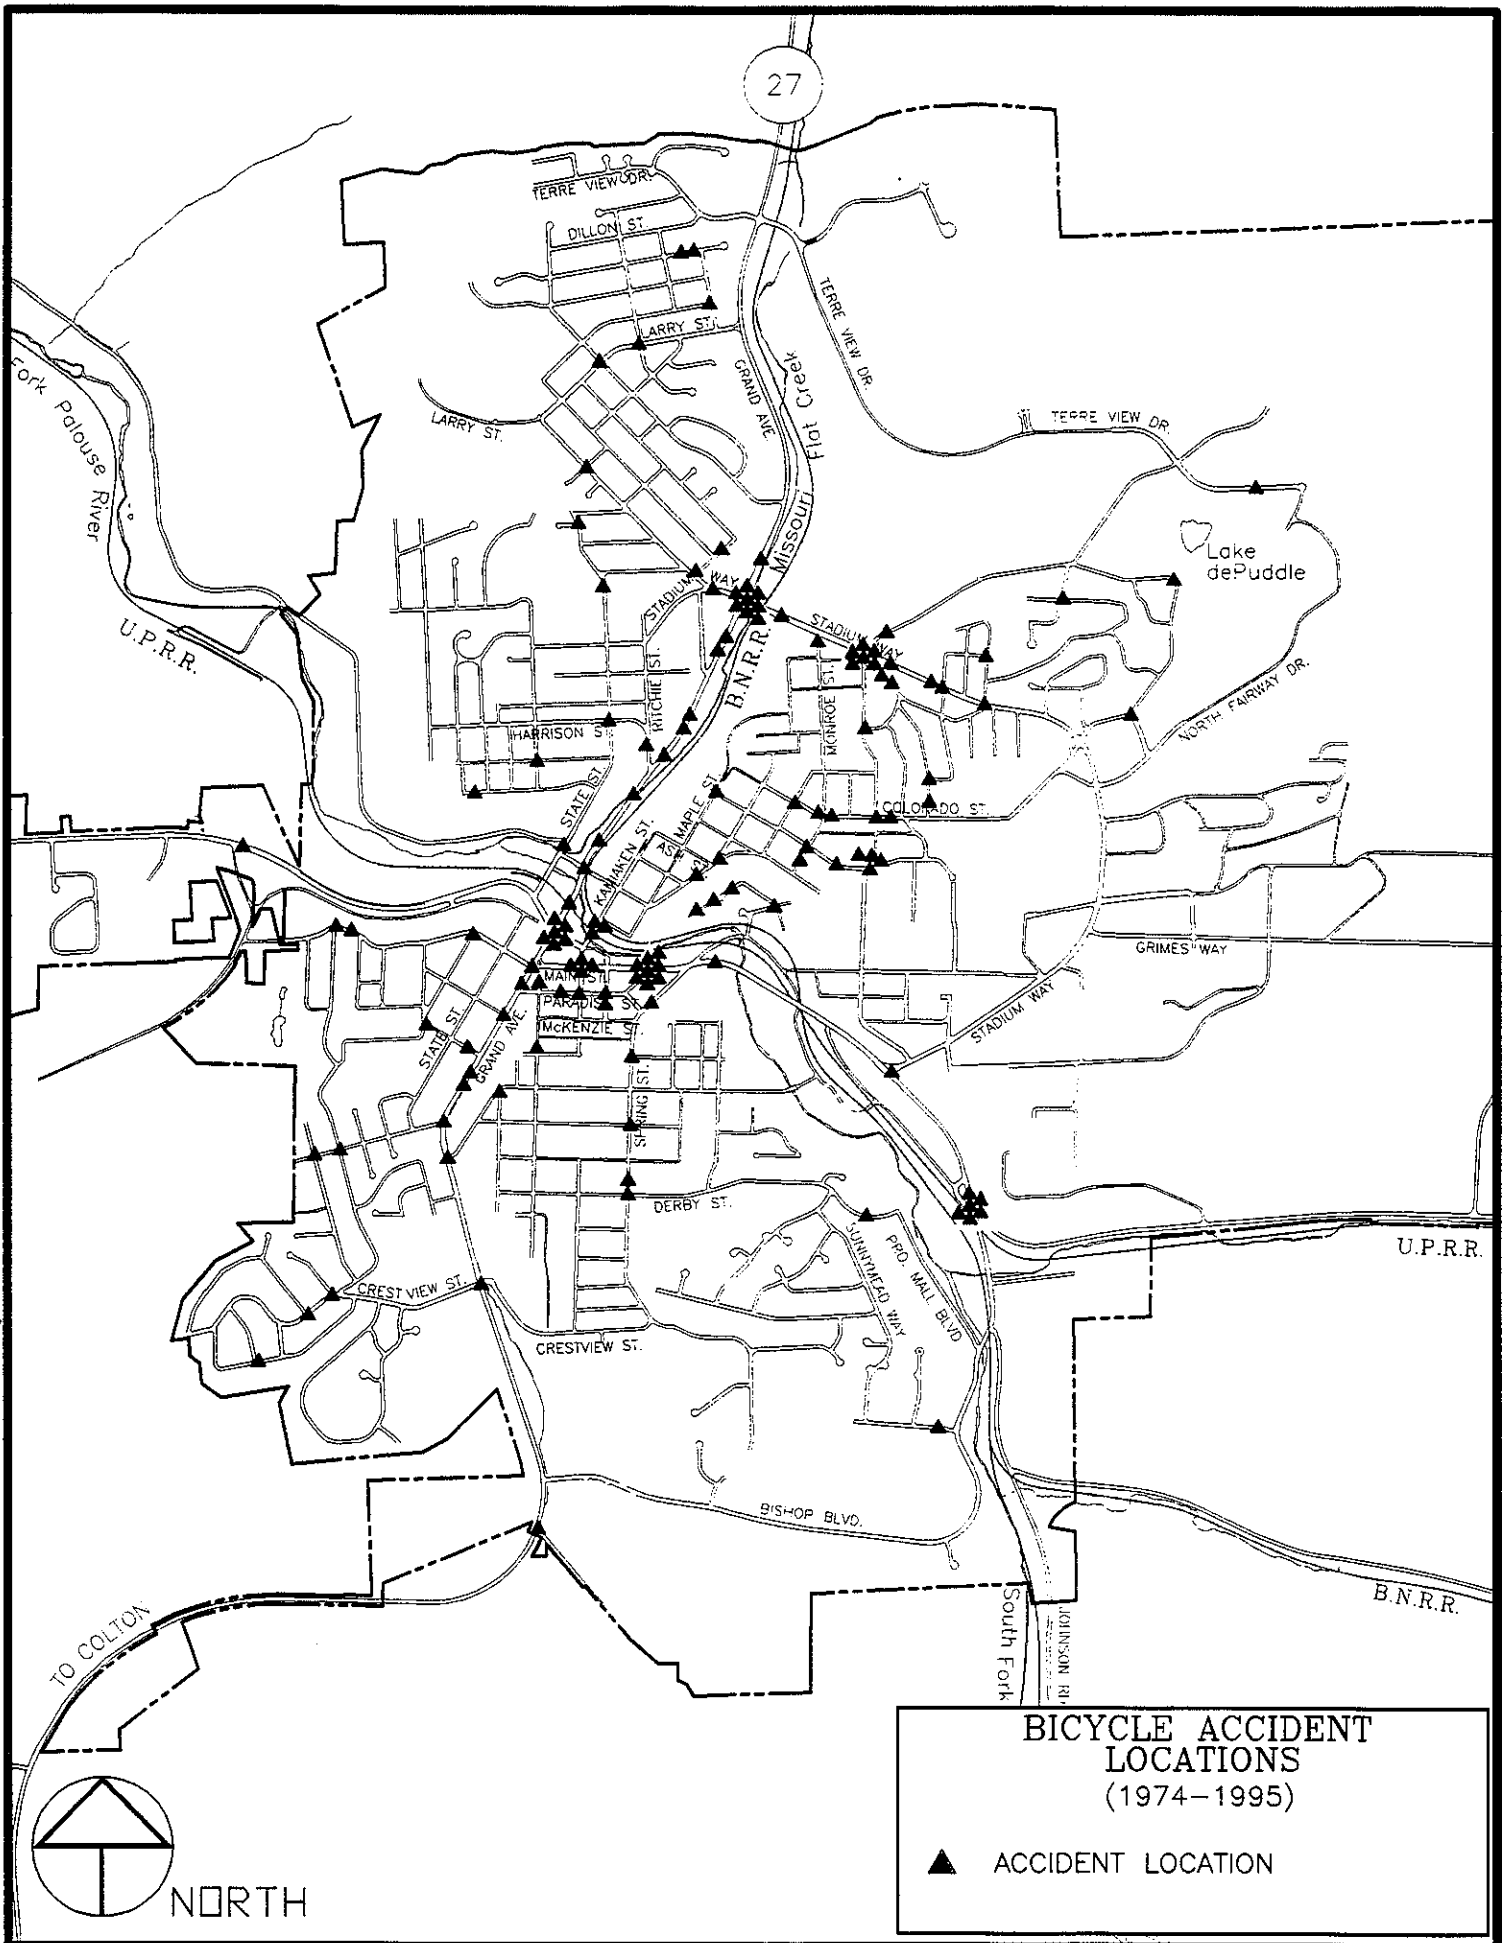 27
TERRE VIEW DR.
DILLON ST.
TERRE VIEW DR.
LARRY ST.
GRAND AVE.
Flat Creek
Fork Palouse River
LARRY ST.
TERRE VIEW DR.
Missouri
Lake
dePuddle
STADIUM WAY
STADIUM WAY
U.P.R.R.
B.N.R.R.
RITCHIE ST.
MONROE ST.
NORTH FAIRWAY DR.
HARRISON ST
STATE ST.
MAPLE ST.
COLORADO ST.
KAMIAKEN ST.
GRIMES WAY
MAIN ST.
PARADISE ST.
McKENZIE ST.
STADIUM WAY
STATE ST
GRAND AVE.
SPRING ST.
DERBY ST.
SUNNYMEAD WAY
PRO. MALL BLVD
U.P.R.R.
CREST VIEW ST.
CRESTVIEW ST.
BISHOP BLVD.
B.N.R.R.
TO COLTON
South Fork
JOHNSON
BICYCLE ACCIDENT
LOCATIONS
(1974-1995)
ACCIDENT LOCATION
NORTH